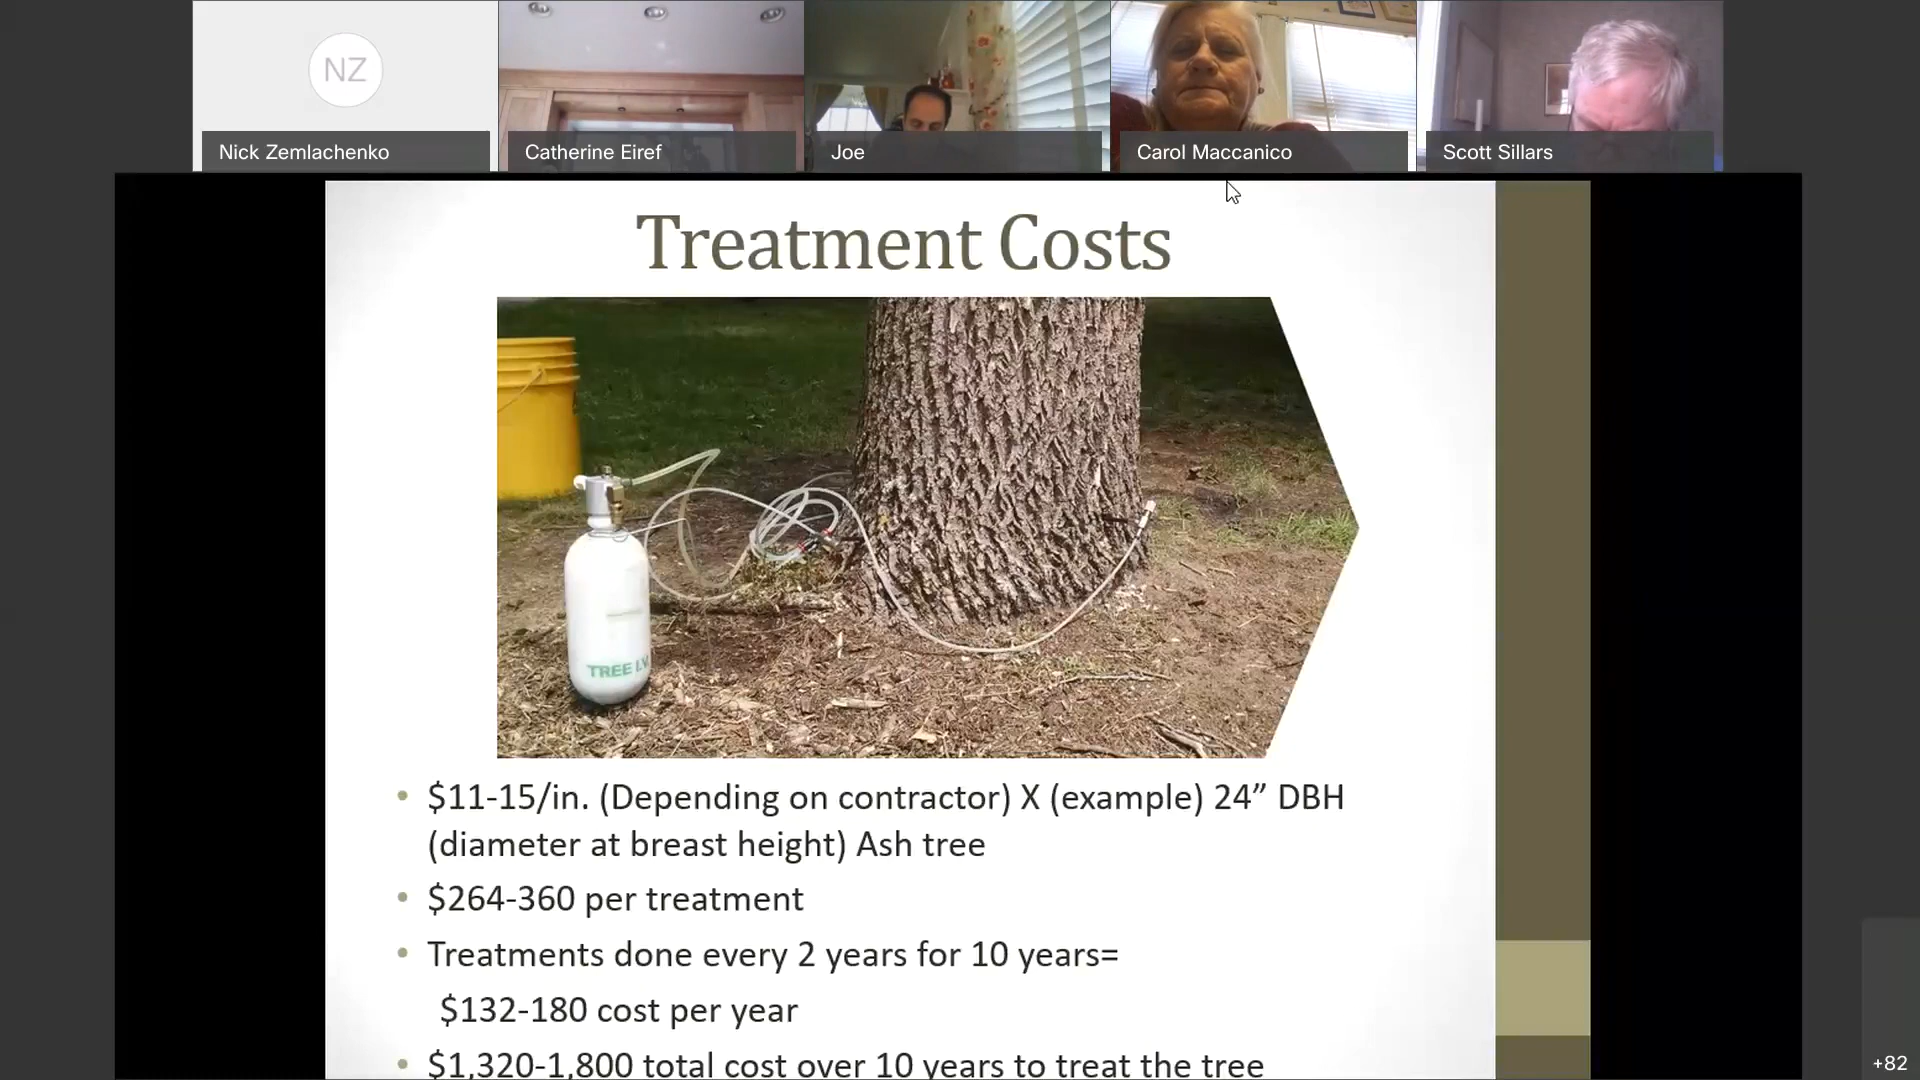 NZ
Nick Zemlachenko
Catherine Eiref
Joe
Carol Maccanico
Scott Sillars
Treatment Costs
TREE I.V.
• $11-15/in. (Depending on contractor) X (example) 24” DBH
(diameter at breast height) Ash tree
• $264-360 per treatment
• Treatments done every 2 years for 10 years=
$132-180 cost per year
• $1,320-1,800 total cost over 10 years to treat the tree
+82